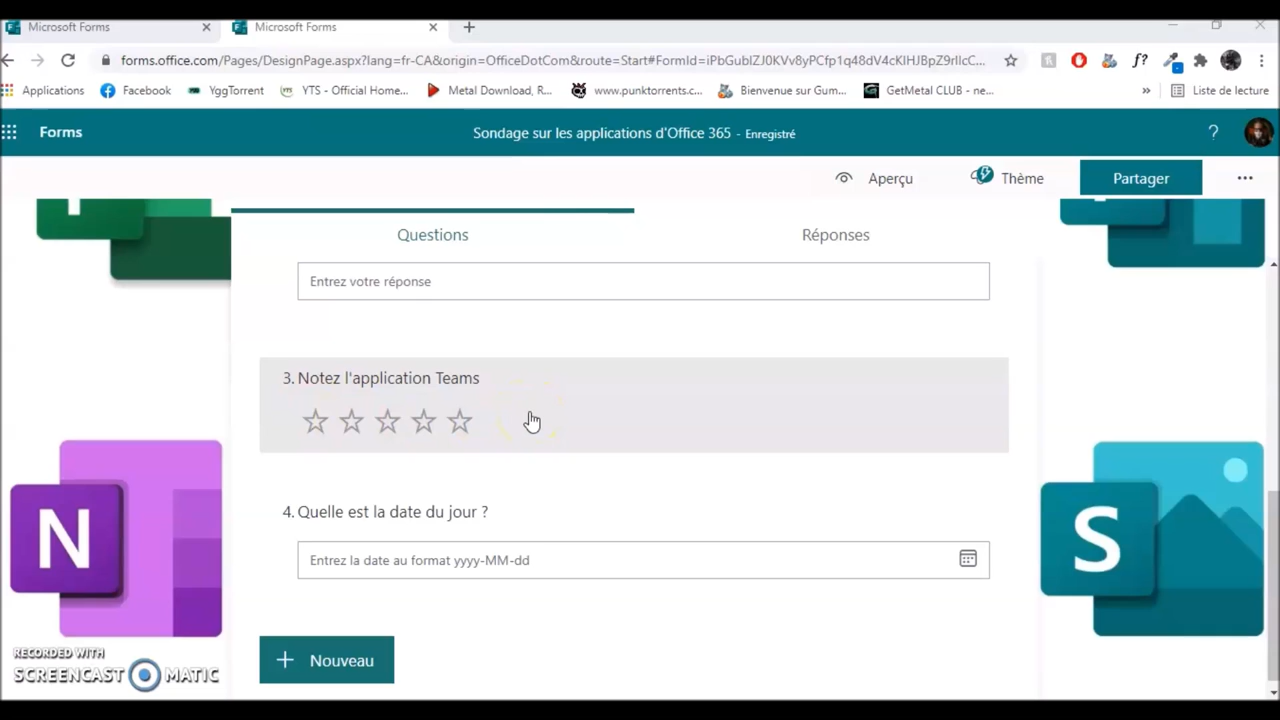 Microsoft Forms
Microsoft Forms
forms.office.com/Pages/DesignPage.aspx?lang=fr-CA&origin=OfficeDotCom&route=Start#FormId=iPbGublZJ0KVv8yPCfp1q48dV4cKlHJBpZ9rIlcC...
f?
Applications
Facebook
YggTorrent
YTS - Official Home...
Metal Download, R...
www.punktorrents.c...
Bienvenue sur Gum...
GetMetal CLUB - ne...
»
Liste de lecture
Forms
Sondage sur les applications d'Office 365 - Enregistré
?
Aperçu
Thème
Partager
...
Questions
Réponses
Entrez votre réponse
3. Notez l'application Teams
4. Quelle est la date du jour ?
Entrez la date au format yyyy-MM-dd
N
S
+ Nouveau
RECORDED WITH
SCREENCAST MATIC